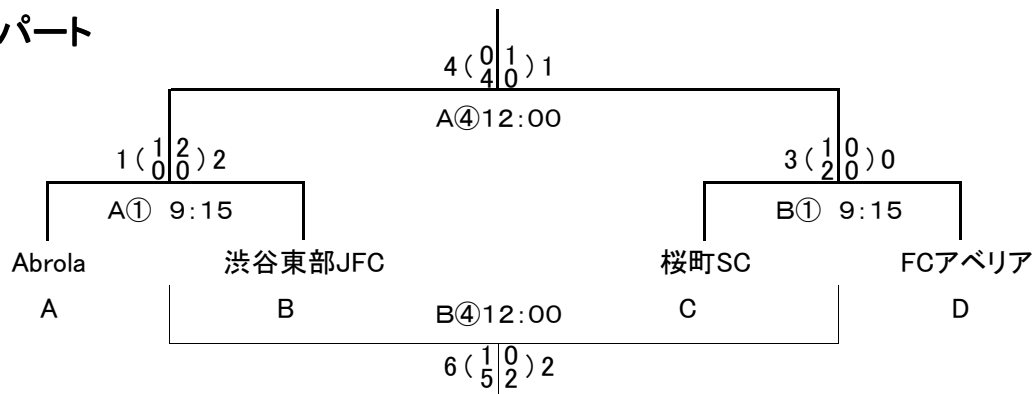 パート
4(0 1)1
4 0
A④12:00
1(1 2)2
0 0
3(1 0)0
2 0
A① 9:15
B① 9:15
Abrola 渋谷東部JFC 桜町SC FCアベリア
A B C D
B④12:00
6(1 0)2
5 2